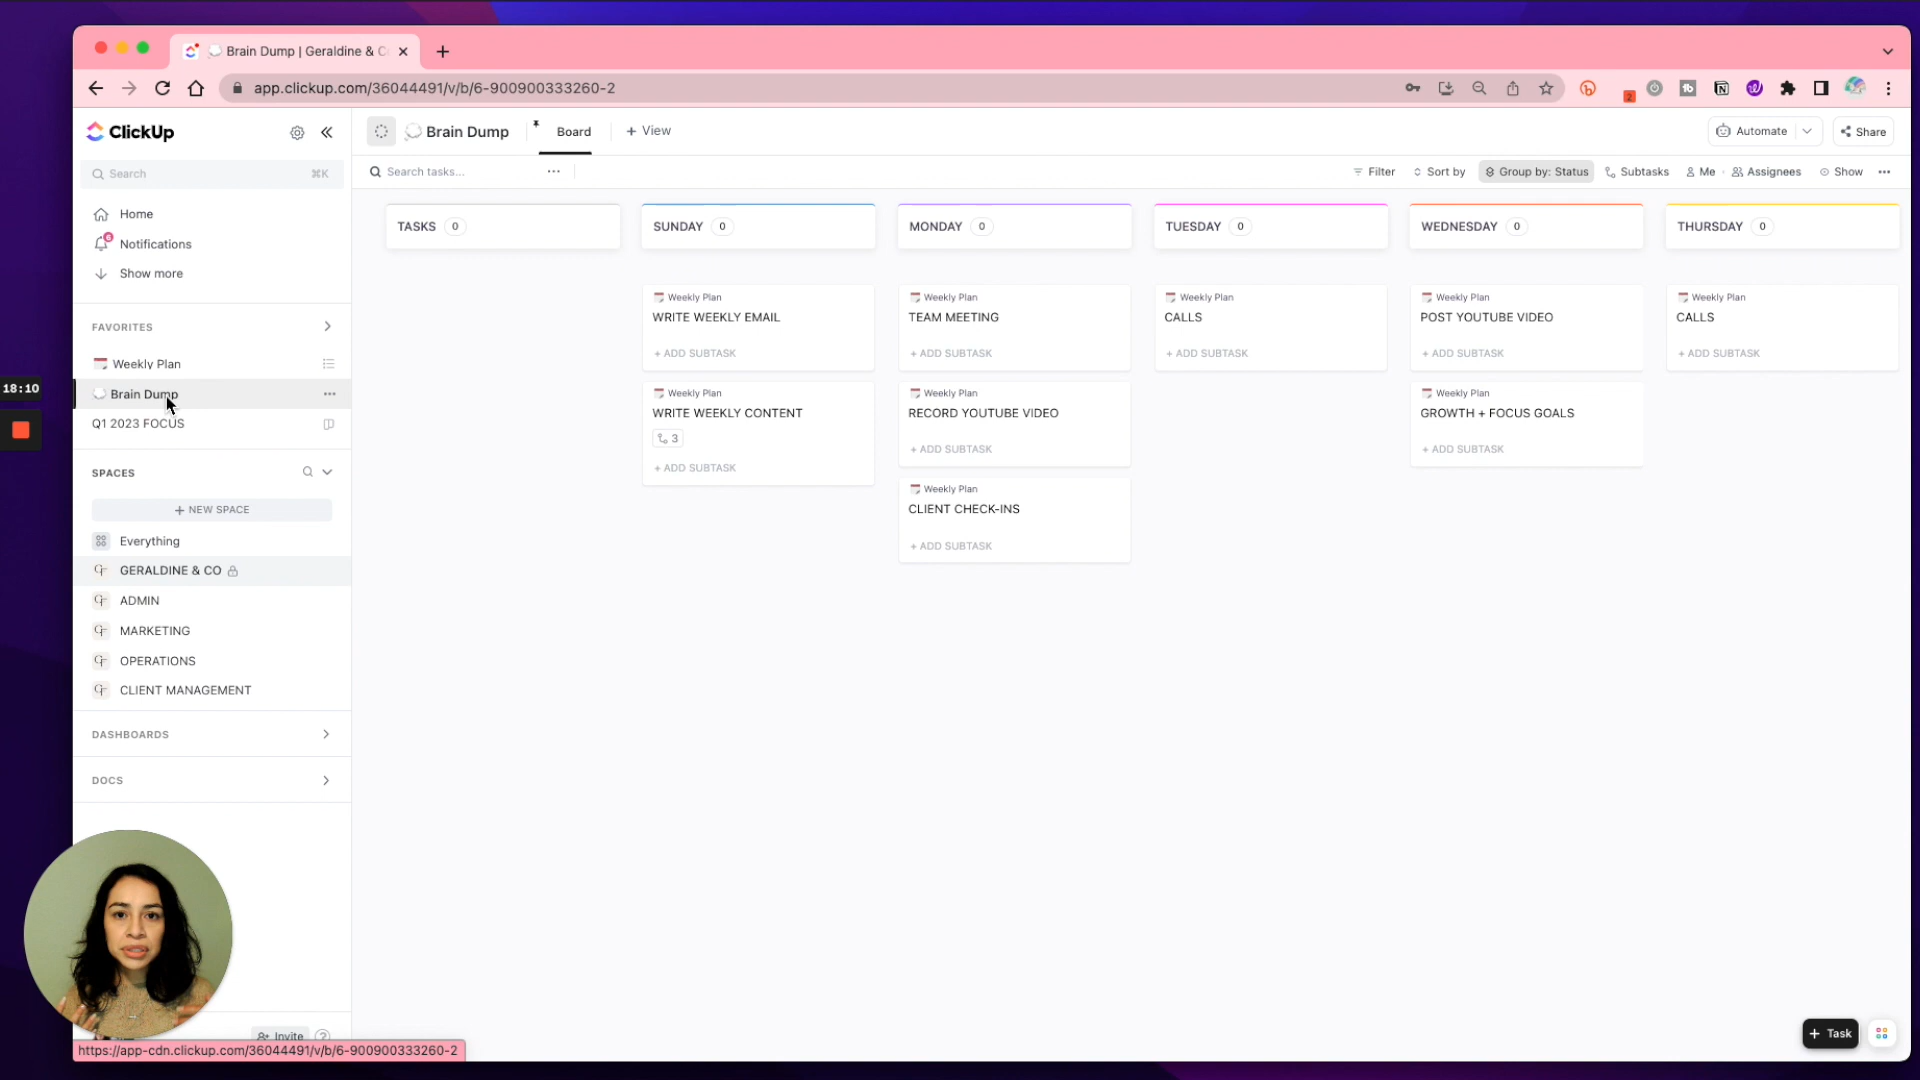 Brain Dump | Geraldine & C
app.clickup.com/36044491/v/b/6-900900333260-2
2
ClickUp
Search
⌘K
Home
6
Notifications
Show more
FAVORITES
Weekly Plan
Brain Dump
Q1 2023 FOCUS
18:10
SPACES
+ NEW SPACE
Everything
GERALDINE & CO
ADMIN
MARKETING
OPERATIONS
CLIENT MANAGEMENT
DASHBOARDS
DOCS
Invite
?
https://app-cdn.clickup.com/36044491/v/b/6-900900333260-2
Brain Dump
Board
+ View
Automate
Share
Search tasks...
Filter
Sort by
Group by: Status
Subtasks
Me
Assignees
Show
TASKS 0
SUNDAY 0
Weekly Plan
WRITE WEEKLY EMAIL
+ ADD SUBTASK
Weekly Plan
WRITE WEEKLY CONTENT
3
+ ADD SUBTASK
MONDAY 0
Weekly Plan
TEAM MEETING
+ ADD SUBTASK
Weekly Plan
RECORD YOUTUBE VIDEO
+ ADD SUBTASK
Weekly Plan
CLIENT CHECK-INS
+ ADD SUBTASK
TUESDAY 0
Weekly Plan
CALLS
+ ADD SUBTASK
WEDNESDAY 0
Weekly Plan
POST YOUTUBE VIDEO
+ ADD SUBTASK
Weekly Plan
GROWTH + FOCUS GOALS
+ ADD SUBTASK
THURSDAY 0
Weekly Plan
CALLS
+ ADD SUBTASK
+ Task